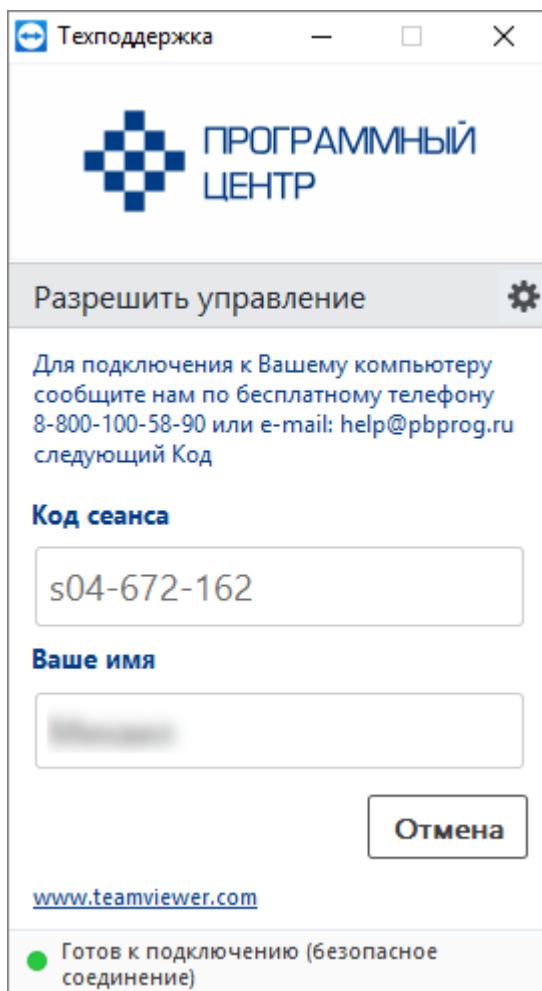 Техподдержка
ПРОГРАММНЫЙ
ЦЕНТР
Разрешить управление
Для подключения к Вашему компьютеру
сообщите нам по бесплатному телефону
8-800-100-58-90 или e-mail: help@pbprog.ru
следующий Код
Код сеанса
s04-672-162
Ваше имя
Отмена
www.teamviewer.com
Готов к подключению (безопасное
соединение)